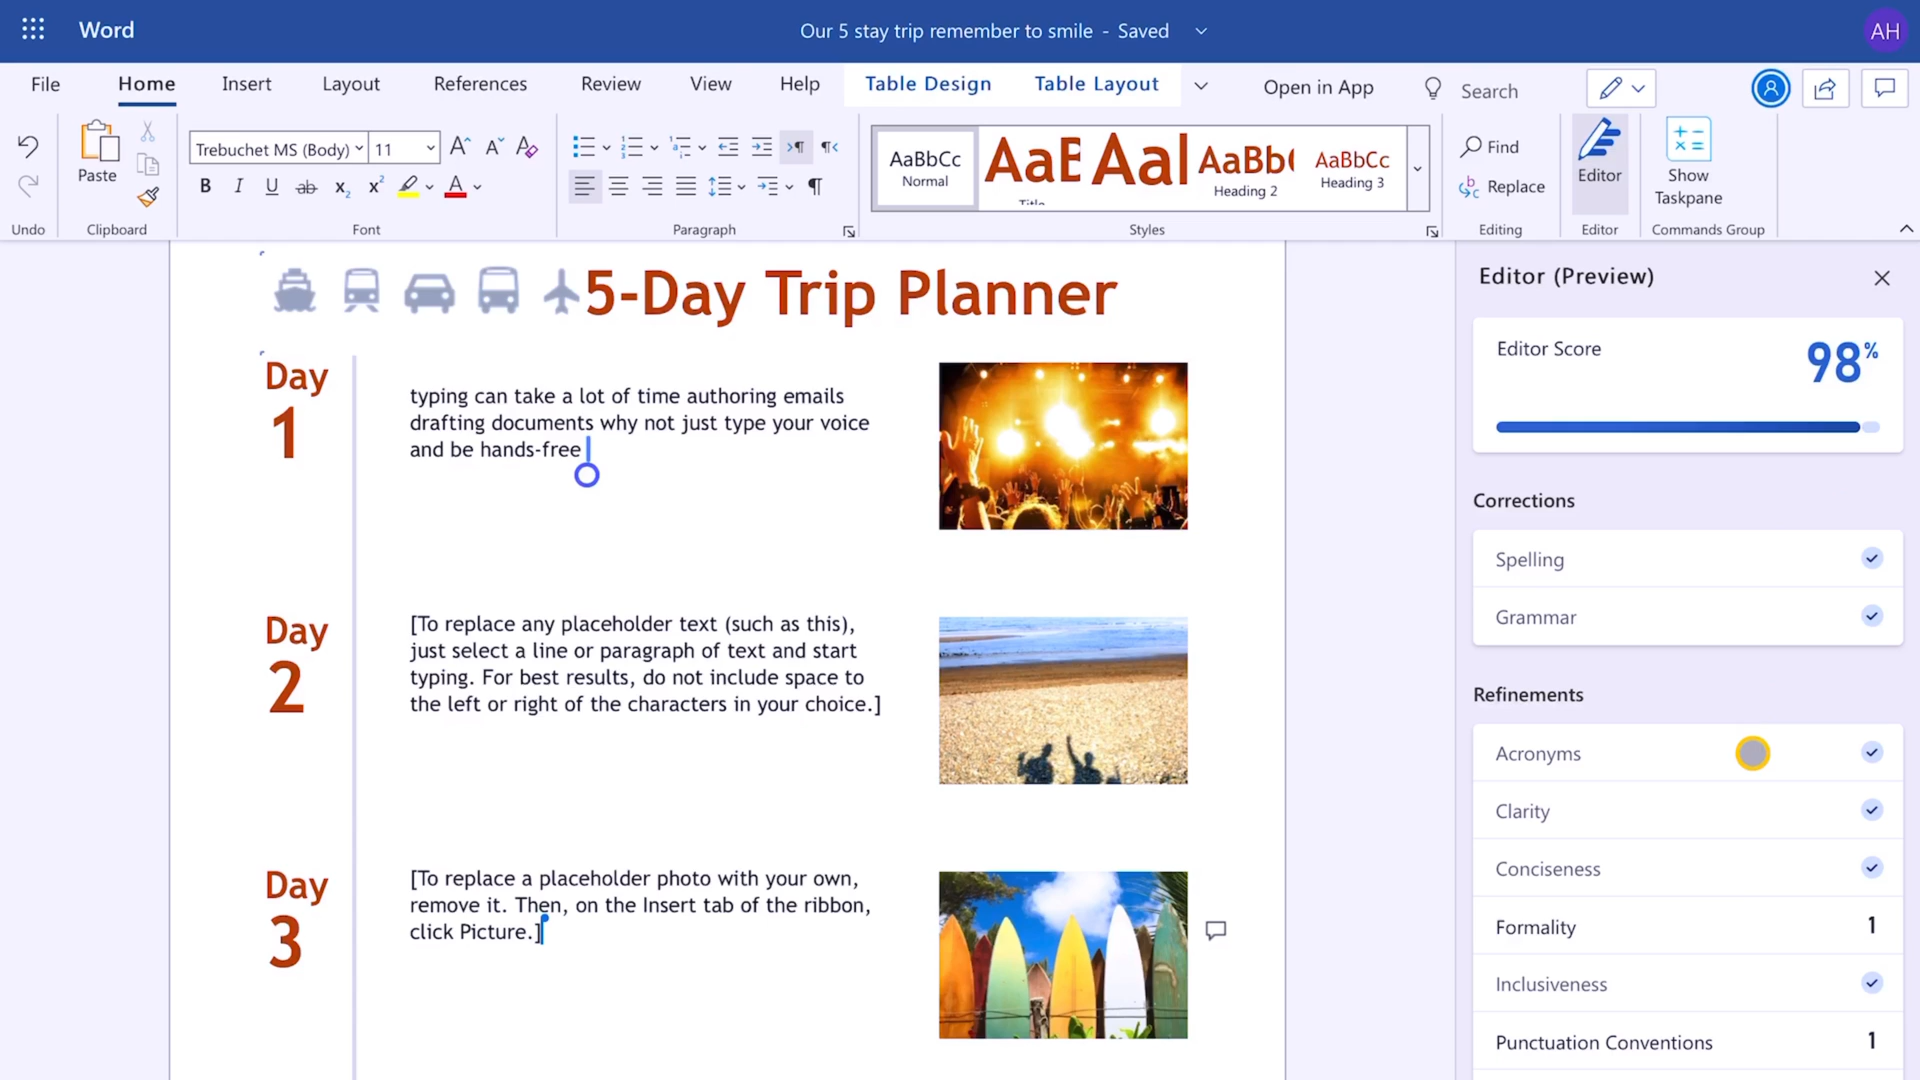 Word
Our 5 stay trip remember to smile - Saved
AH
File Home Insert Layout References Review View Help Table Design Table Layout Open in App Search
Paste
Trebuchet MS (Body) 11
B I U ab x2 x2 A
AaBbCc AaB Aal AaBb( AaBbCc
Normal Title Heading 2 Heading 3
Find
Replace
Editor
Show
Taskpane
Undo Clipboard Font Paragraph Styles Editing Editor Commands Group
5-Day Trip Planner
Day
1
typing can take a lot of time authoring emails
drafting documents why not just type your voice
and be hands-free
Day
2
[To replace any placeholder text (such as this),
just select a line or paragraph of text and start
typing. For best results, do not include space to
the left or right of the characters in your choice.]
Day
3
[To replace a placeholder photo with your own,
remove it. Then, on the Insert tab of the ribbon,
click Picture.]
Editor (Preview)
Editor Score 98%
Corrections
Spelling
Grammar
Refinements
Acronyms
Clarity
Conciseness
Formality 1
Inclusiveness
Punctuation Conventions 1